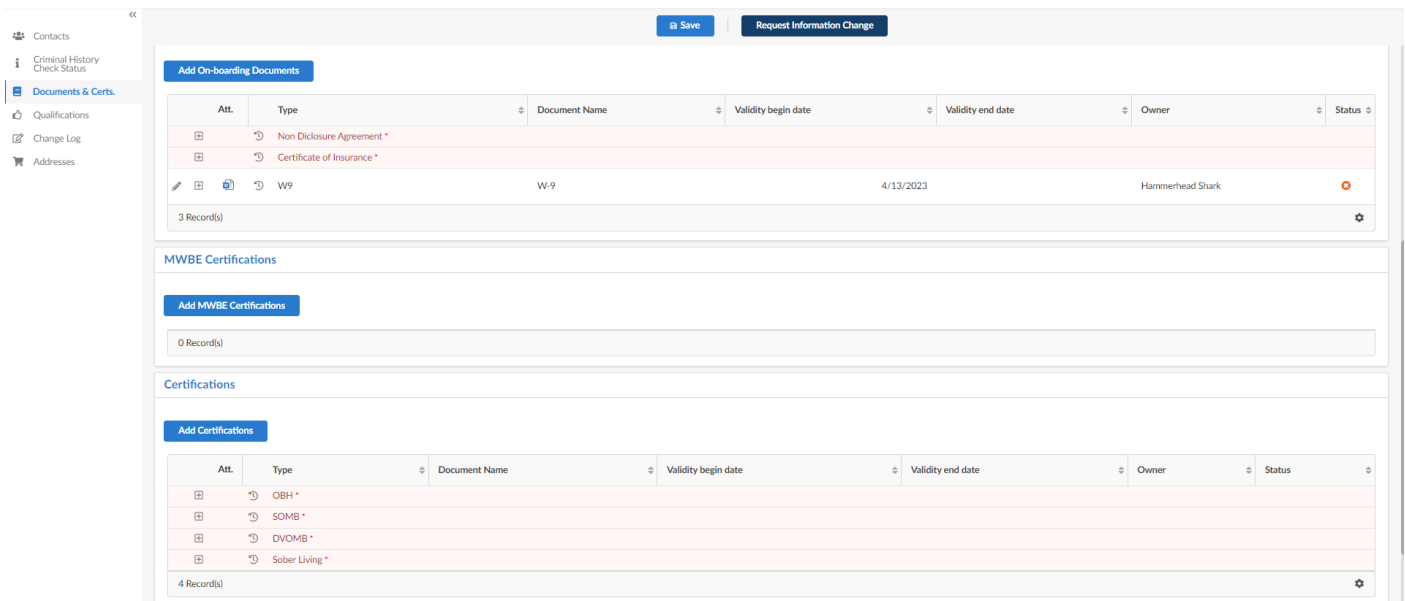 Save
Request Information Change
Contacts
Criminal History
Check Status
Documents & Certs.
Qualifications
Change Log
Addresses
Add On-boarding Documents
Att. Type Document Name Validity begin date Validity end date Owner Status
Non Diclosure Agreement *
Certificate of Insurance *
W9 W-9 4/13/2023 Hammerhead Shark
3 Record(s)
MWBE Certifications
Add MWBE Certifications
0 Record(s)
Certifications
Add Certifications
Att. Type Document Name Validity begin date Validity end date Owner Status
OBH *
SOMB *
DVOMB *
Sober Living *
4 Record(s)